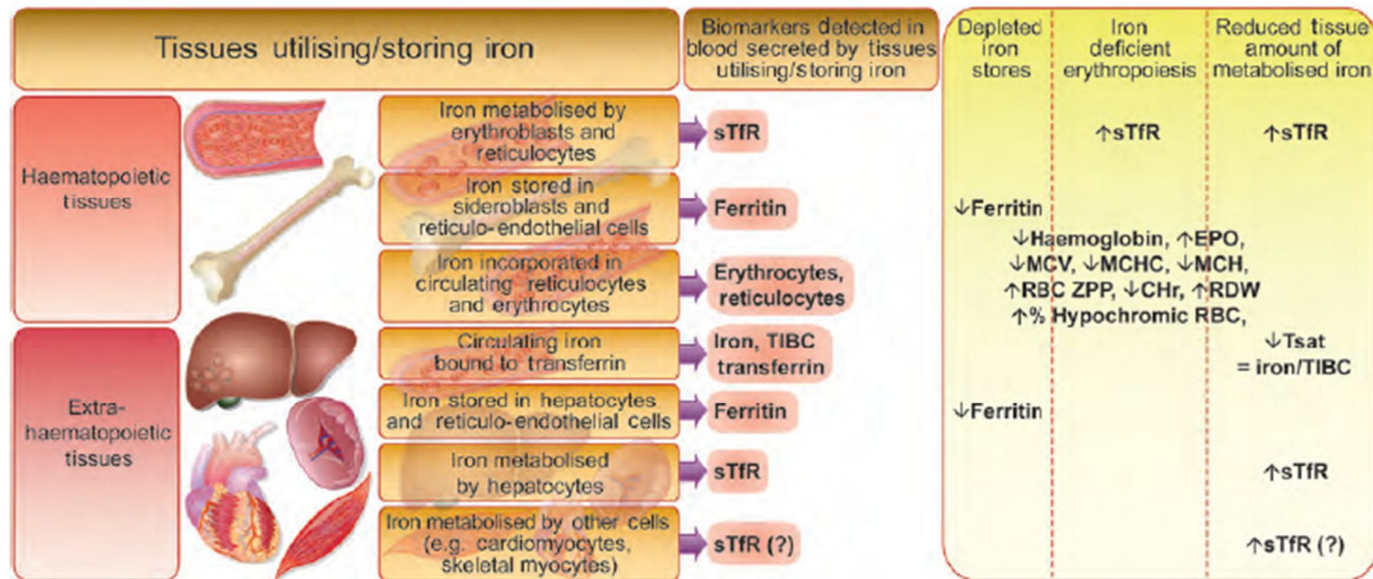 Tissues utilising/storing iron
Biomarkers detected in
blood secreted by tissues
utilising/storing iron
Depleted
iron
stores
Iron
deficient
erythropoiesis
Reduced tissue
amount of
metabolised iron
Haematopoietic
tissues
Iron metabolised by
erythroblasts and
reticulocytes
sTfR
↑sTfR
↑sTfR
Iron stored in
sideroblasts and
reticulo-endothelial cells
Ferritin
↓Ferritin
Iron incorporated in
circulating reticulocytes
and erythrocytes
Erythrocytes,
reticulocytes
↓Haemoglobin, ↑EPO,
↓MCV, ↓MCHC, ↓MCH,
↑RBC ZPP, ↓CHr, ↑RDW
↑% Hypochromic RBC,
Extra-
haematopoietic
tissues
Circulating iron
bound to transferrin
Iron, TIBC
transferrin
↓Tsat
= iron/TIBC
Iron stored in hepatocytes
and reticulo-endothelial cells
Ferritin
↓Ferritin
Iron metabolised
by hepatocytes
sTfR
↑sTfR
Iron metabolised by other cells
(e.g. cardiomyocytes,
skeletal myocytes)
sTfR (?)
↑sTfR (?)